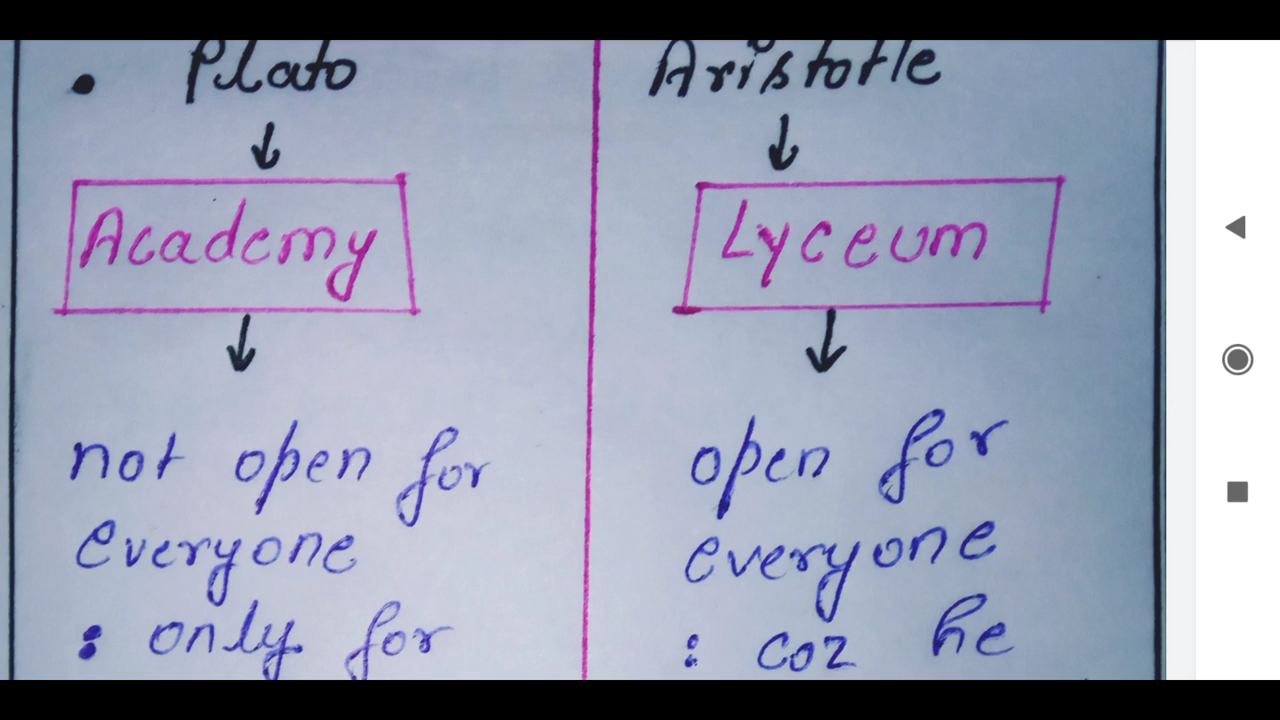 • Plato
Academy
not open for
everyone
: only for
Aristotle
Lyceum
open for
everyone
: coz he